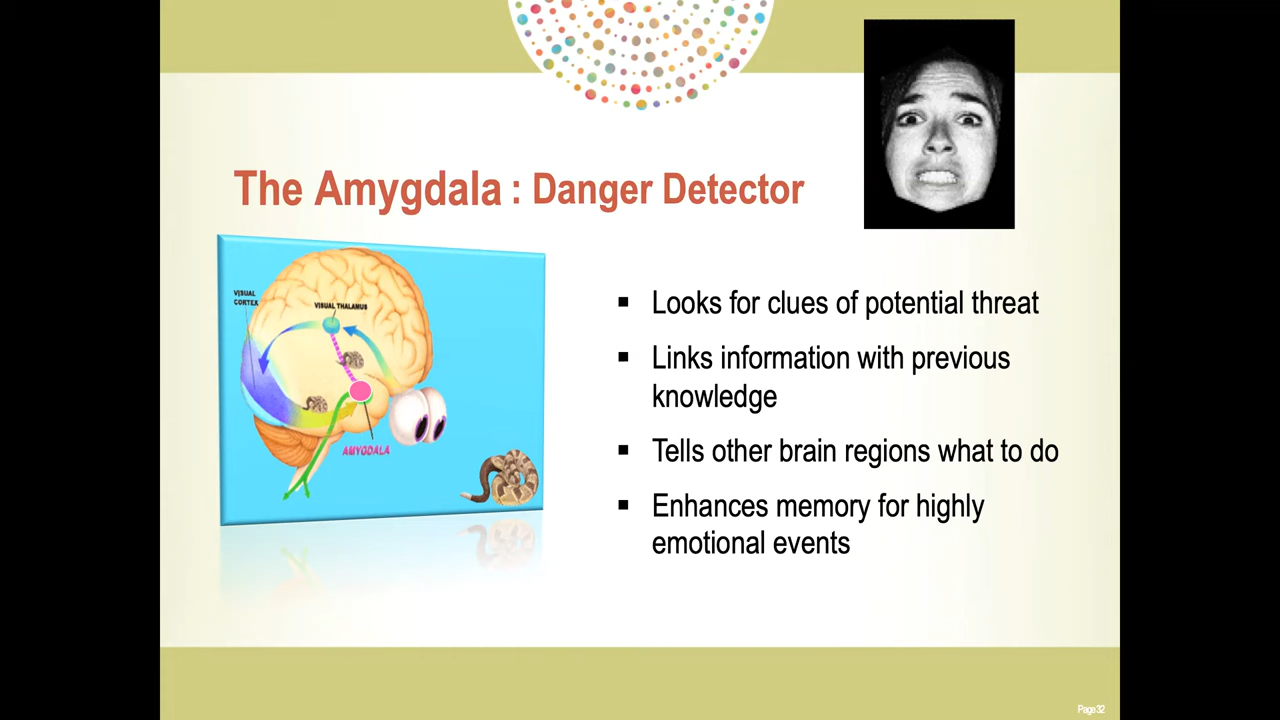 The Amygdala : Danger Detector
VISUAL
CORTEX
VISUAL THALAMUS
AMYGDALA
▪ Looks for clues of potential threat
▪ Links information with previous
knowledge
▪ Tells other brain regions what to do
▪ Enhances memory for highly
emotional events
Page 32